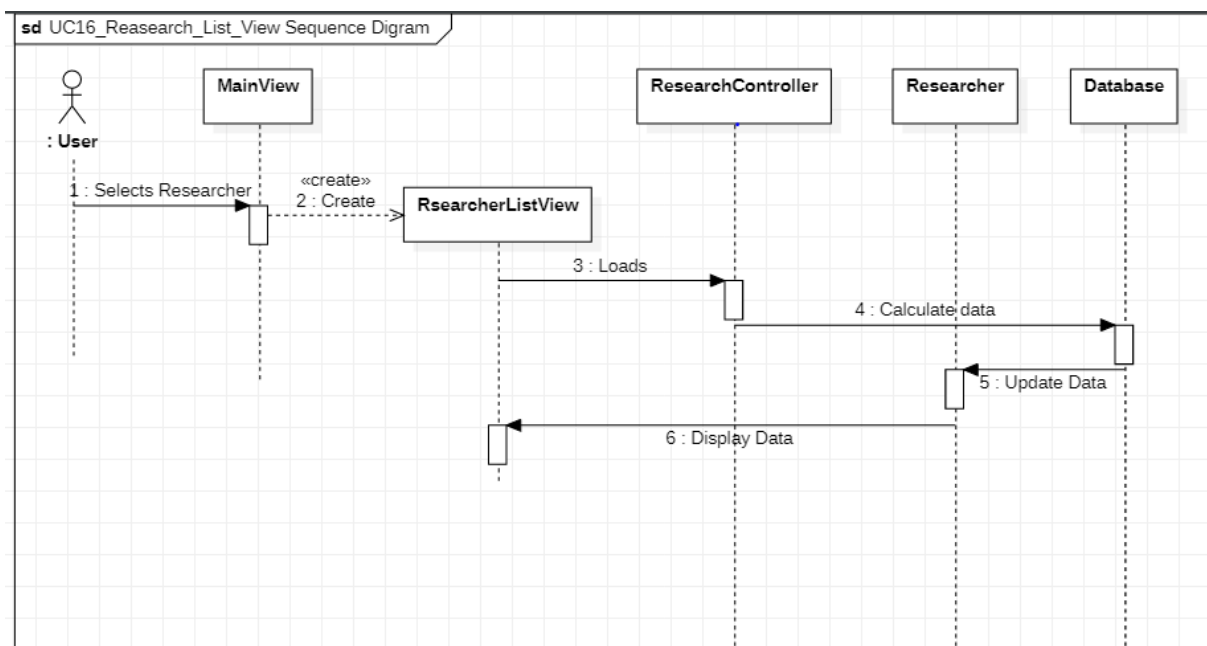 sd UC16_Reasearch_List_View Sequence Digram
MainView
ResearchController
Researcher
Database
: User
«create»
1 : Selects Researcher
2 : Create
RsearcherListView
3 : Loads
4 : Calculate data
5 : Update Data
6 : Display Data